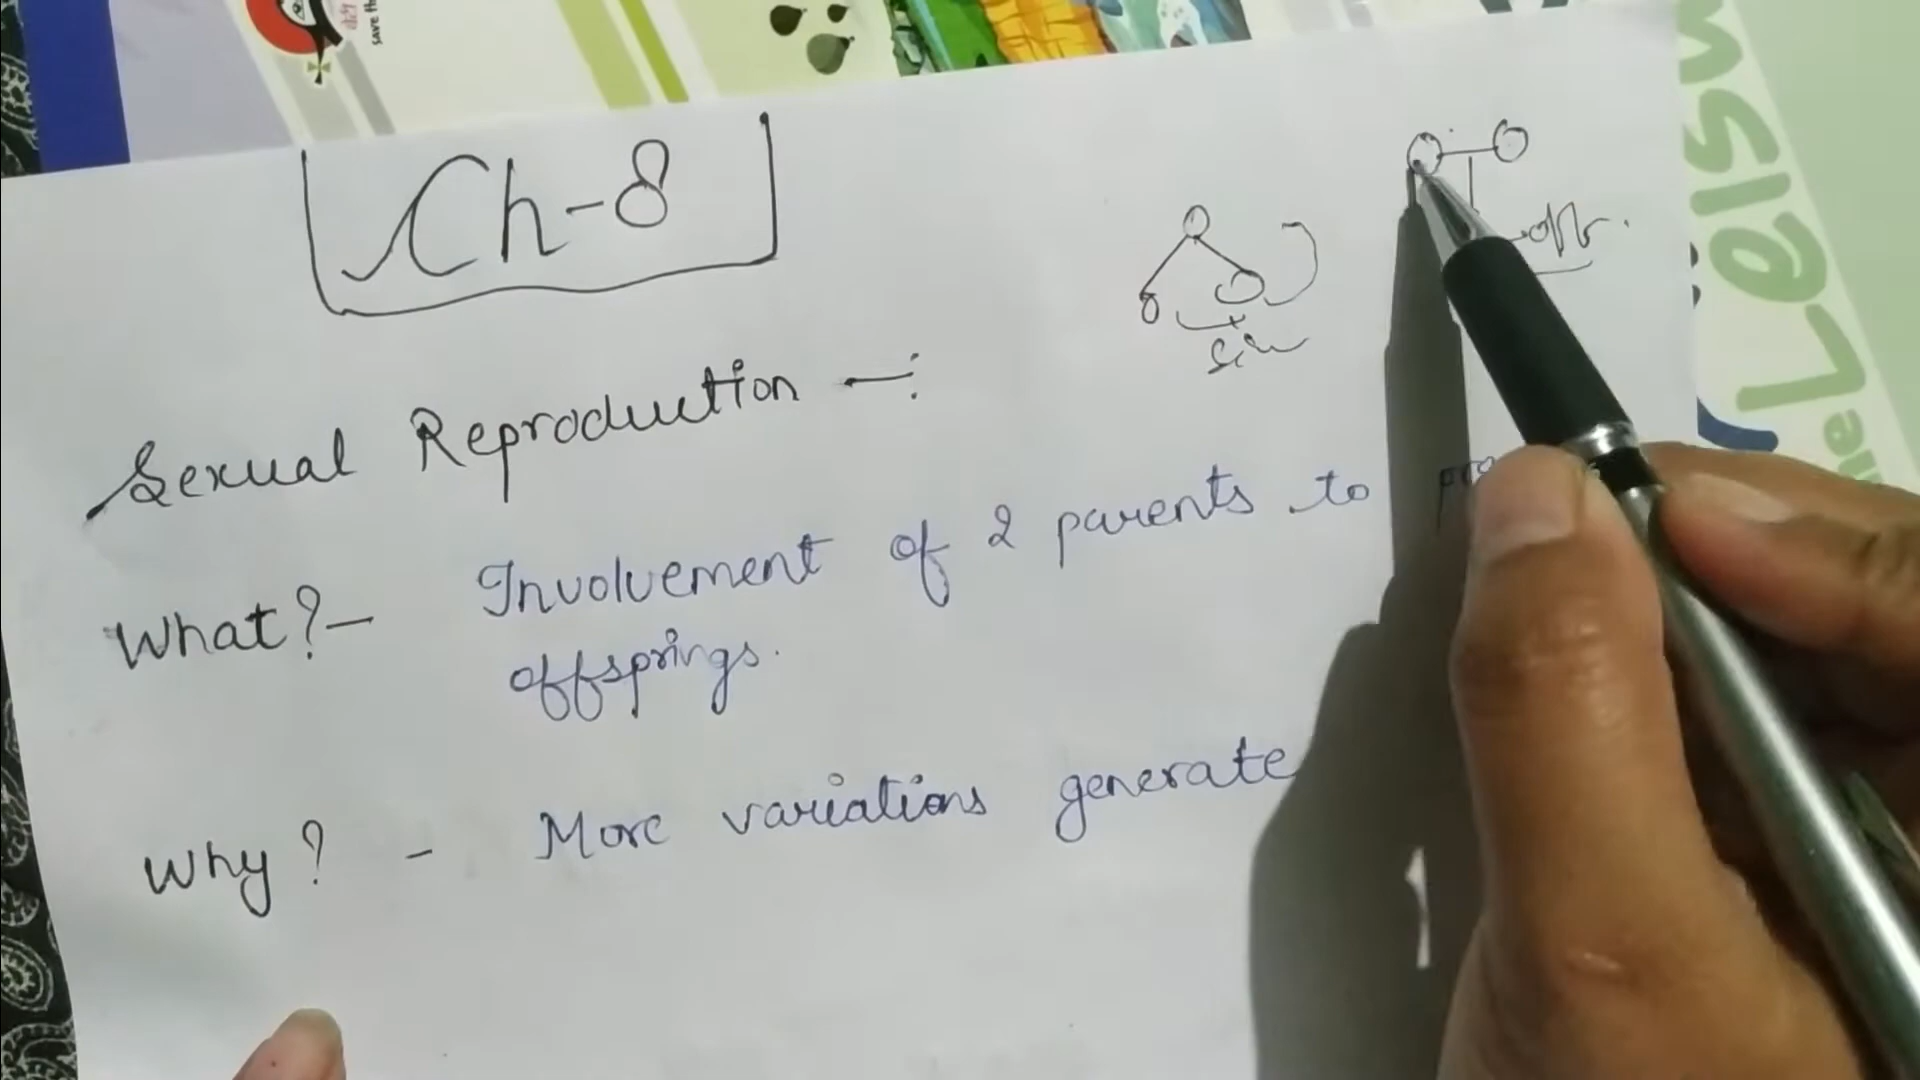 Ch-8
Sexual Reproduction -:
What?- Involvement of 2 parents to
offsprings.
Why? - More variations generate